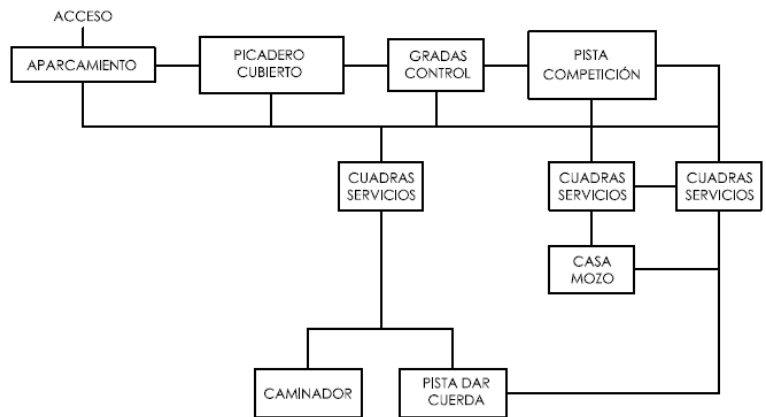 ACCESO
APARCAMIENTO
PICADERO
CUBIERTO
GRADAS
CONTROL
PISTA
COMPETICIÓN
CUADRAS
SERVICIOS
CUADRAS
SERVICIOS
CUADRAS
SERVICIOS
CASA
MOZO
CAMINADOR
PISTA DAR
CUERDA